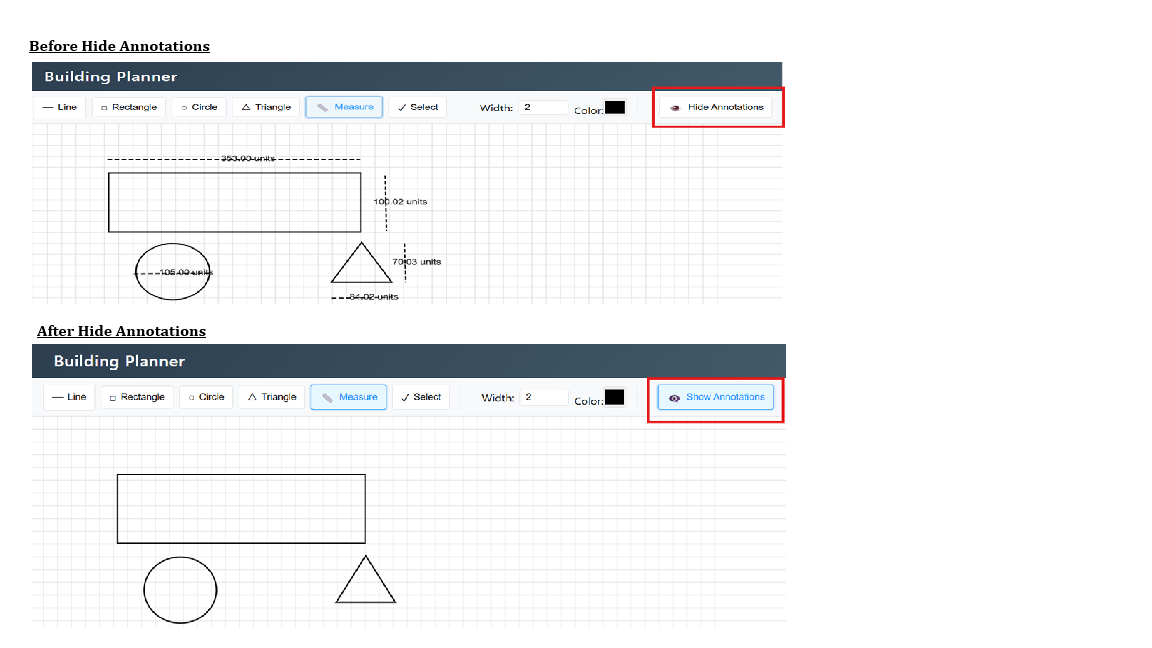 Before Hide Annotations
Building Planner
Line Rectangle Circle Triangle Measure Select Width: 2 Color: Hide Annotations
353.00 units
100.02 units
70.03 units
105.00 units
84.02 units
After Hide Annotations
Building Planner
Line Rectangle Circle Triangle Measure Select Width: 2 Color: Show Annotations